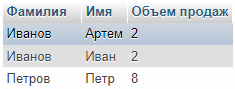 Фамилия Имя Объем продаж
Иванов Артем 2
Иванов Иван 2
Петров Петр 8